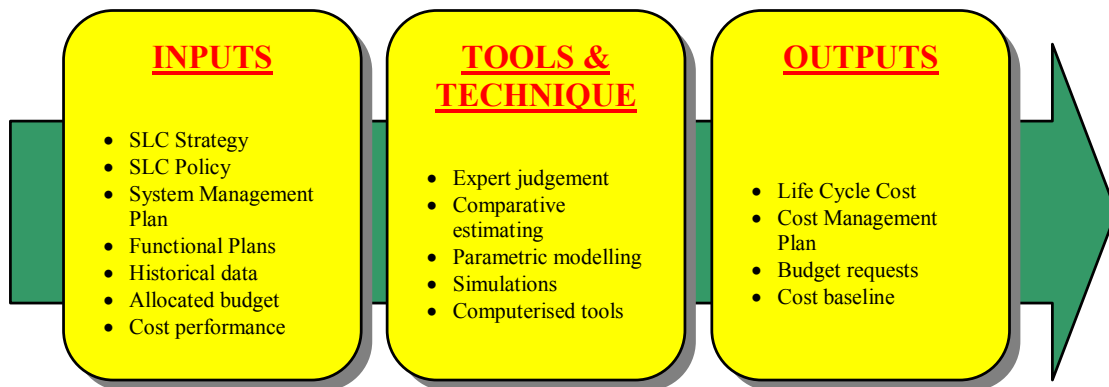 INPUTS
• SLC Strategy
• SLC Policy
• System Management
Plan
• Functional Plans
• Historical data
• Allocated budget
• Cost performance
TOOLS &
TECHNIQUE
• Expert judgement
• Comparative
estimating
• Parametric modelling
• Simulations
• Computerised tools
OUTPUTS
• Life Cycle Cost
• Cost Management
Plan
• Budget requests
• Cost baseline